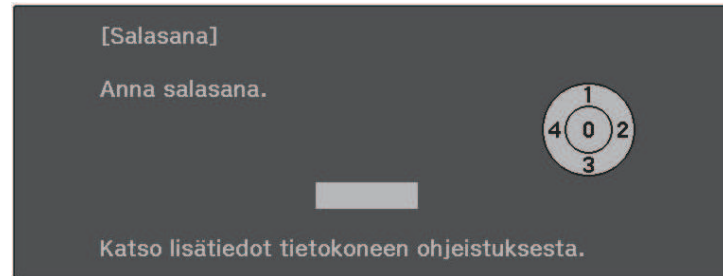 [Salasana]
Anna salasana.
1
4 0 2
3
Katso lisätiedot tietokoneen ohjeistuksesta.